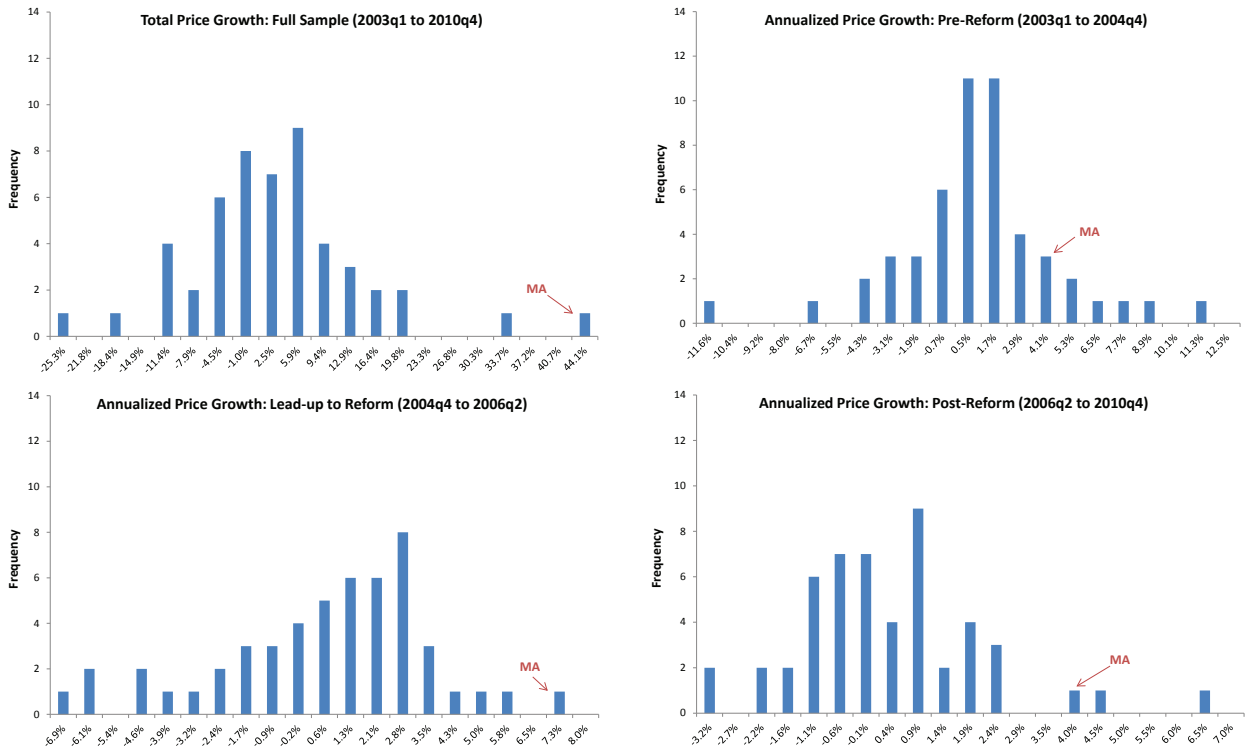 Total Price Growth: Full Sample (2003q1 to 2010q4)
Frequency
14
12
10
8
6
4
2
0
MA
-25.3% -21.8% -18.4% -14.9% -11.4% -7.9% -4.5% -1.0% 2.5% 5.9% 9.4% 12.9% 16.4% 19.8% 23.3% 26.8% 30.3% 33.7% 37.2% 40.7% 44.1%
Annualized Price Growth: Pre-Reform (2003q1 to 2004q4)
Frequency
14
12
10
8
6
4
2
0
MA
-11.6% -10.4% -9.2% -8.0% -6.7% -5.5% -4.3% -3.1% -1.9% -0.7% 0.5% 1.7% 2.9% 4.1% 5.3% 6.5% 7.7% 8.9% 10.1% 11.3% 12.5%
Annualized Price Growth: Lead-up to Reform (2004q4 to 2006q2)
Frequency
14
12
10
8
6
4
2
0
MA
-6.9% -6.1% -5.4% -4.6% -3.9% -3.2% -2.4% -1.7% -0.9% -0.2% 0.6% 1.3% 2.1% 2.8% 3.5% 4.3% 5.0% 5.8% 6.5% 7.3% 8.0%
Annualized Price Growth: Post-Reform (2006q2 to 2010q4)
Frequency
14
12
10
8
6
4
2
0
MA
-3.2% -2.7% -2.2% -1.6% -1.1% -0.6% -0.1% 0.4% 0.9% 1.4% 1.9% 2.4% 2.9% 3.5% 4.0% 4.5% 5.0% 5.5% 6.0% 6.5% 7.0%